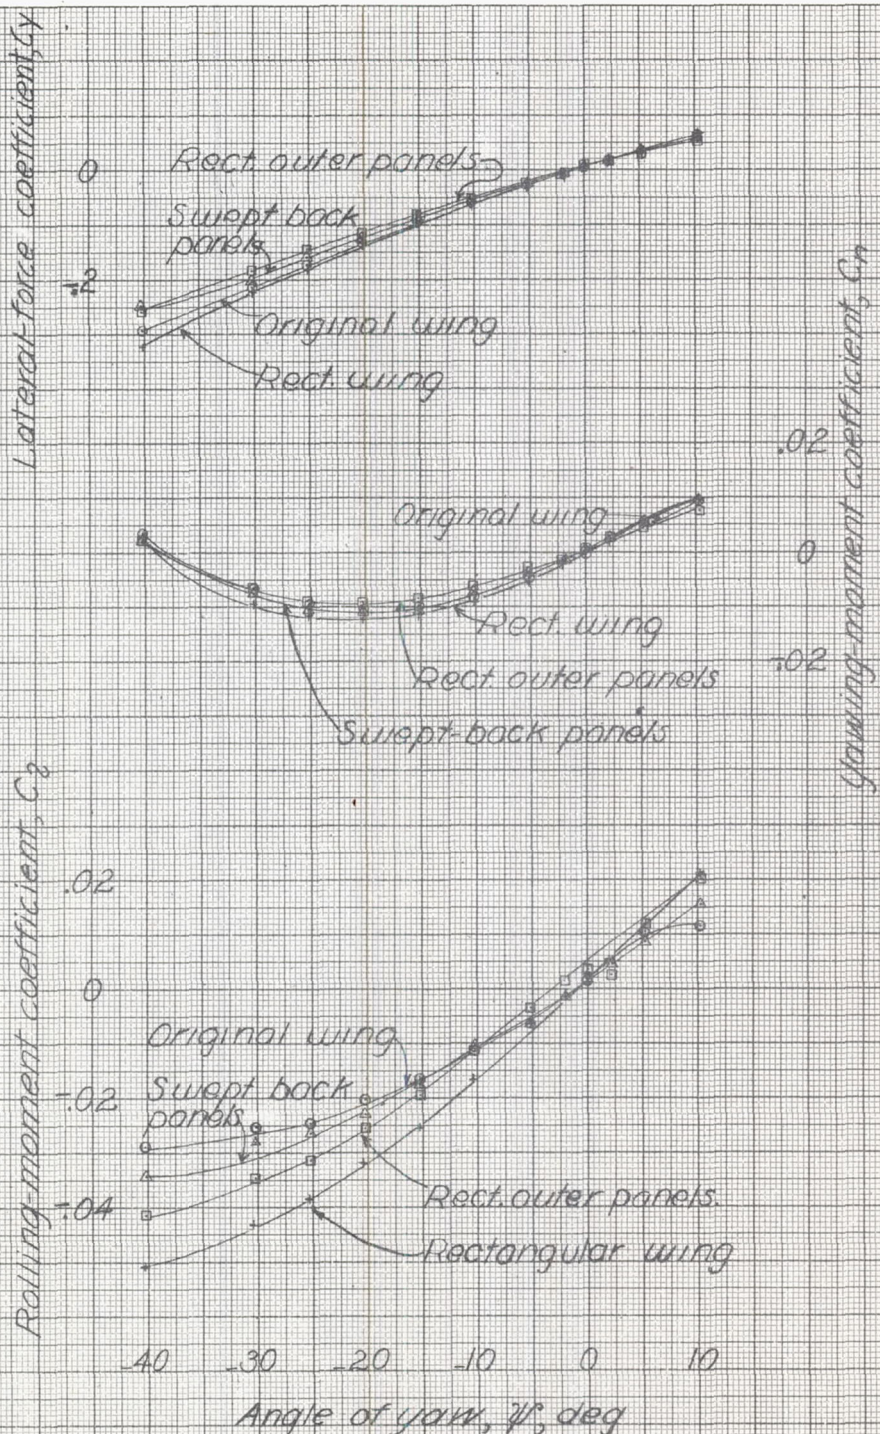 Lateral-force coefficient, Cy
0
-.2
Rect. outer panels
Swept back
panels
Original wing
Rect. wing
Yawing-moment coefficient, Cn
.02
0
-.02
Original wing
Rect. wing
Rect. outer panels
Swept-back panels
Rolling-moment coefficient, Cl
.02
0
-.02
-.04
Original wing
Swept back
panels
Rect. outer panels.
Rectangular wing
-40 -30 -20 -10 0 10
Angle of yaw, ψ, deg